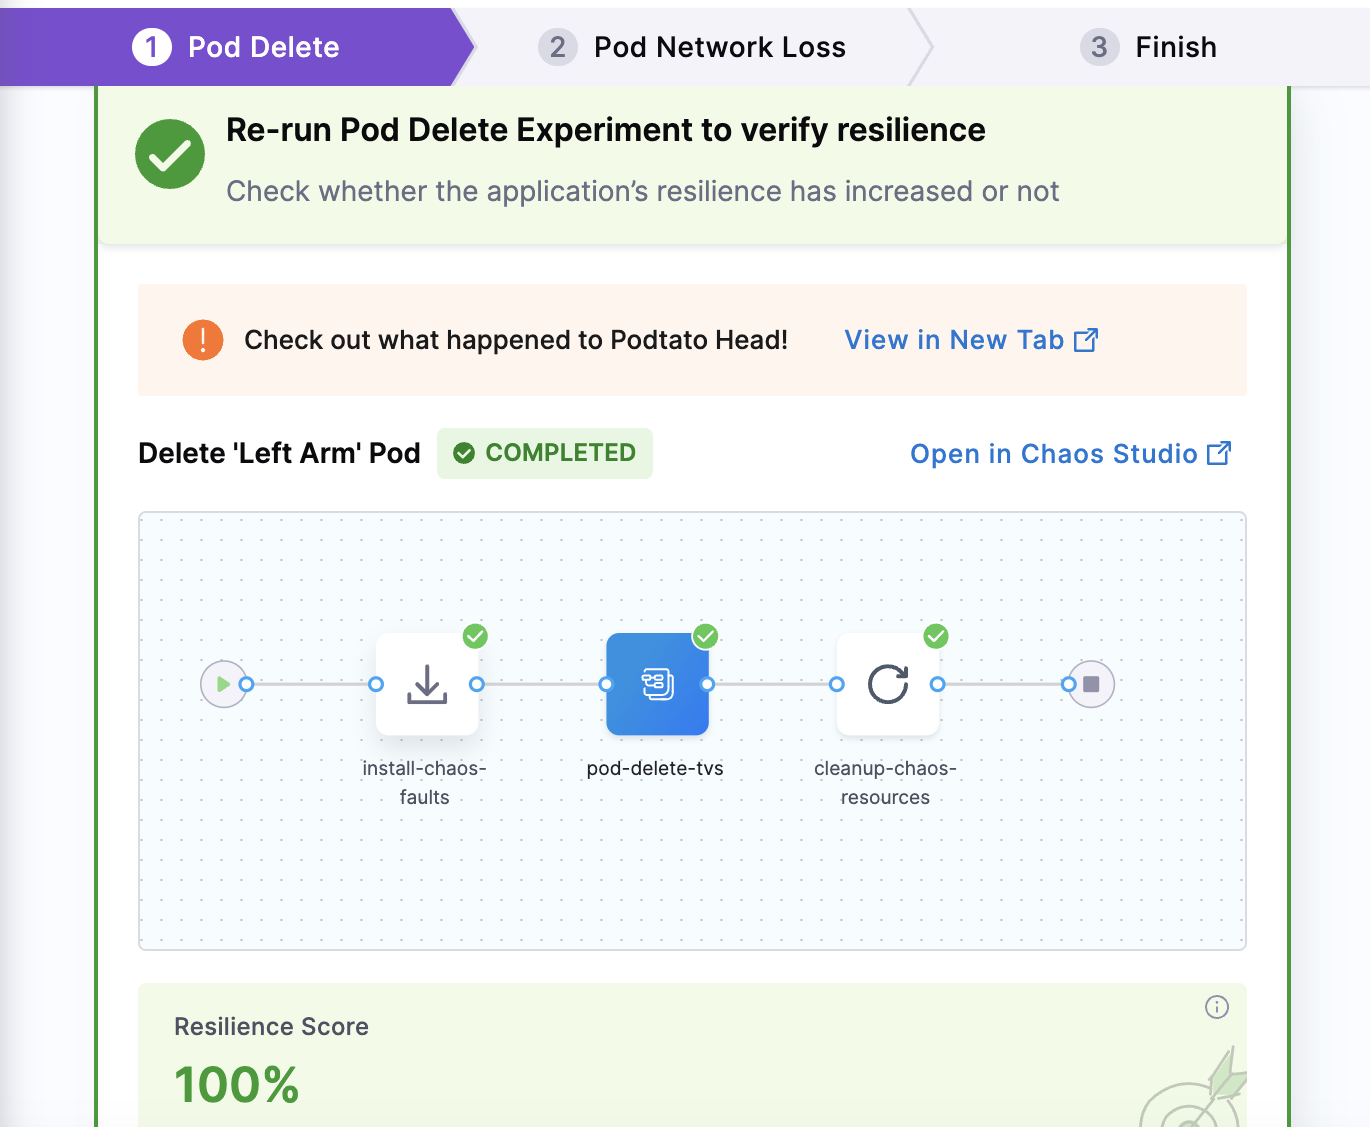 1 Pod Delete
2 Pod Network Loss
3 Finish
Re-run Pod Delete Experiment to verify resilience
Check whether the application’s resilience has increased or not
Check out what happened to Podtato Head!
View in New Tab
Delete 'Left Arm' Pod
COMPLETED
Open in Chaos Studio
install-chaos-
faults
pod-delete-tvs
cleanup-chaos-
resources
Resilience Score
100%